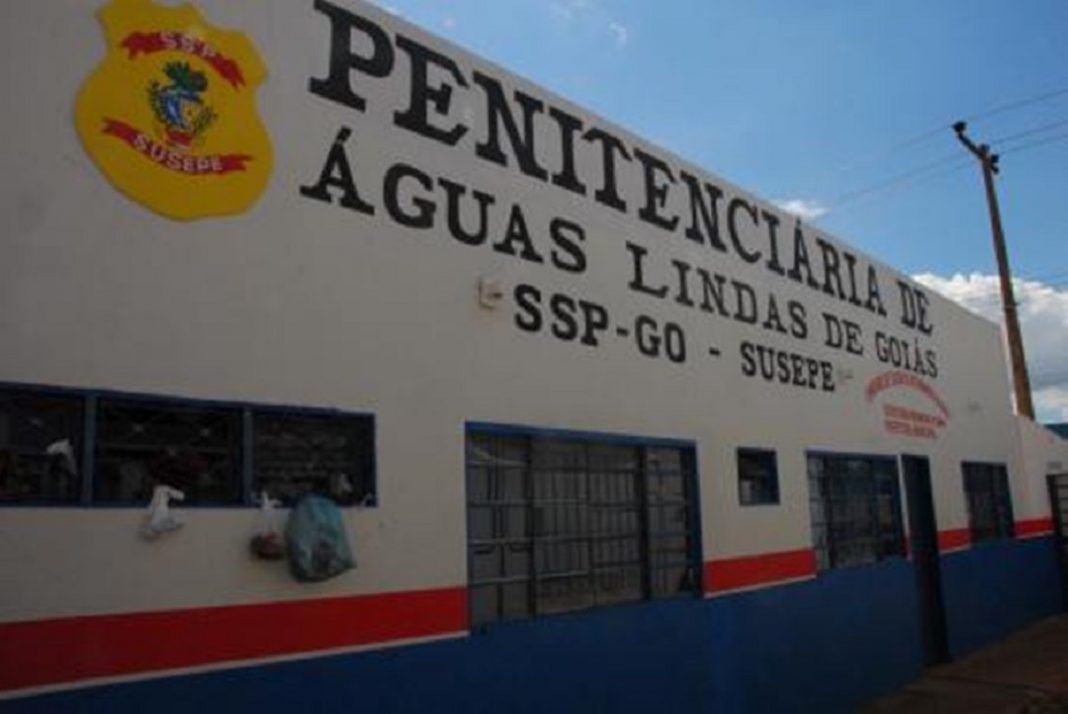 SSP
SUSEPE
PENITENCIÁRIA DE
ÁGUAS LINDAS DE GOIÁS
SSP-GO - SUSEPE